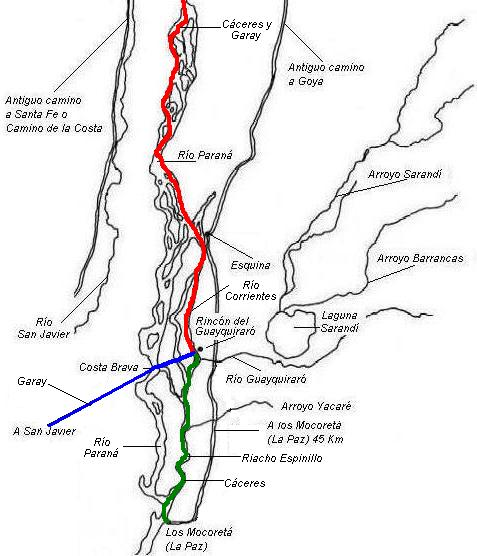 Cáceres y
Garay
Antiguo camino
a Goya
Antiguo camino
a Santa Fe o
Camino de la Costa
Río Paraná
Arroyo Sarandí
Arroyo Barrancas
Esquina
Río
Corrientes
Río
San Javier
Rincón del
Guayquiraró
Laguna
Sarandí
Costa Brava
Garay
Río Guayquiraró
Arroyo Yacaré
A San Javier
A los Mocoretá
(La Paz) 45 Km
Río
Paraná
Riacho Espinillo
Cáceres
Los Mocoretá
(La Paz)